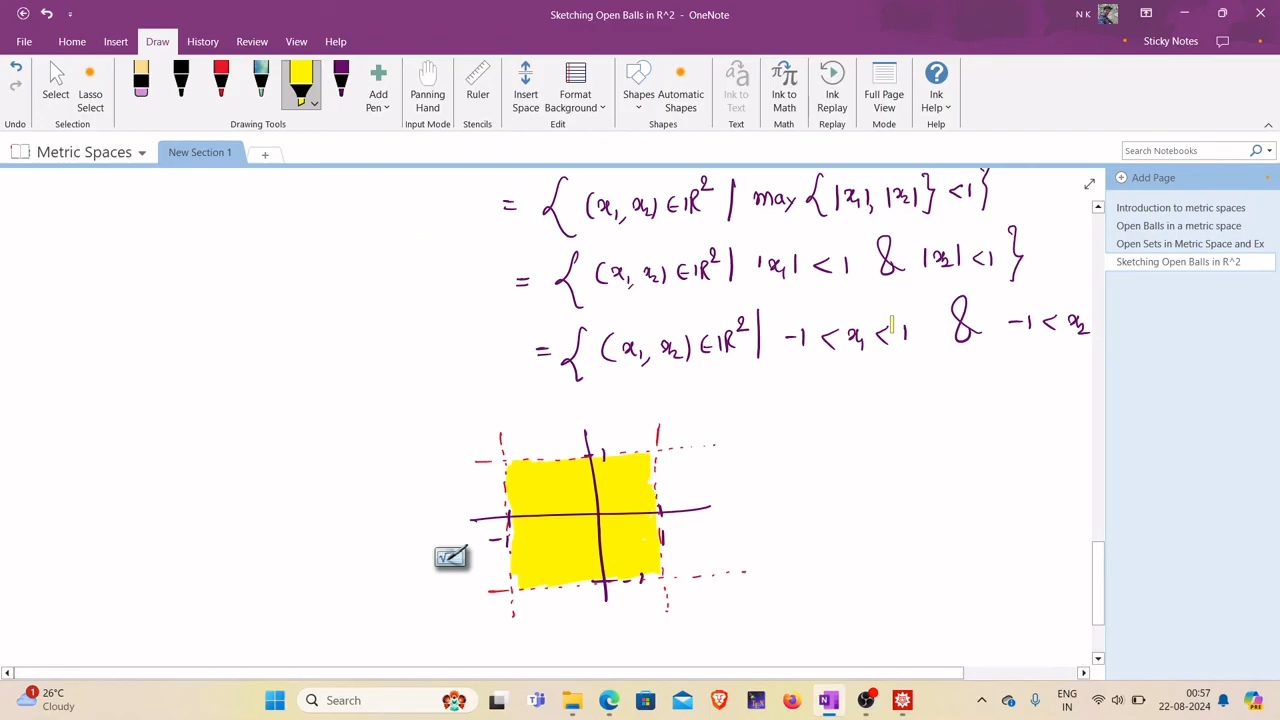 Sketching Open Balls in R^2 - OneNote
N K
File Home Insert Draw History Review View Help
Sticky Notes
Undo
Select
Lasso Select
Add Pen
Panning Hand
Ruler
Insert Space
Format Background
Shapes
Automatic Shapes
Ink to Text
Ink to Math
Ink Replay
Full Page View
Ink Help
Undo Selection Drawing Tools Input Mode Stencils Edit Shapes Text Math Replay Mode Help
Metric Spaces
New Section 1
+
Search Notebooks
Add Page
Introduction to metric spaces
Open Balls in a metric space
Open Sets in Metric Space and Ex
Sketching Open Balls in R^2
= { (x₁, x₂) ∈ ℝ² | max { |x₁|, |x₂| } < 1 }
= { (x₁, x₂) ∈ ℝ² | |x₁| < 1 & |x₂| < 1 }
= { (x₁, x₂) ∈ ℝ² | -1 < x₁ < 1 & -1 < x₂
1
-1 1
-1
1
26°C
Cloudy
Search
ENG
IN
00:57
22-08-2024